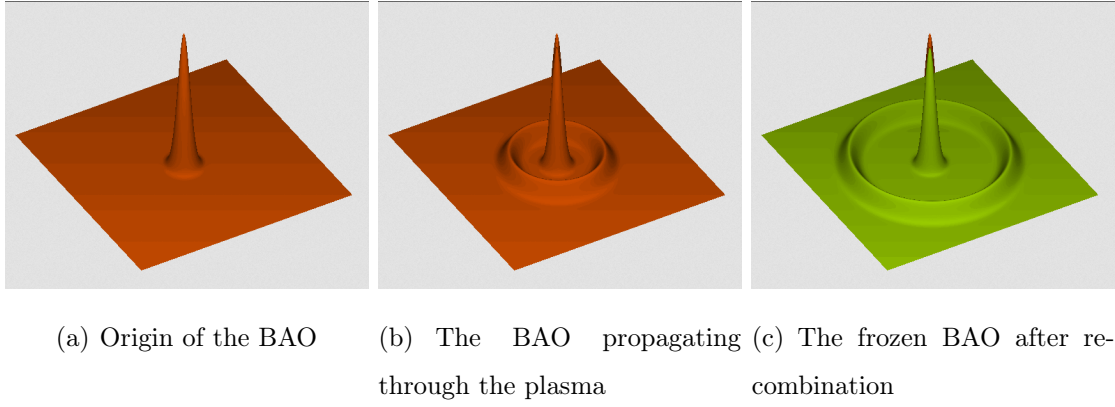 (a) Origin of the BAO
(b) The BAO propagating
through the plasma
(c) The frozen BAO after re-
combination